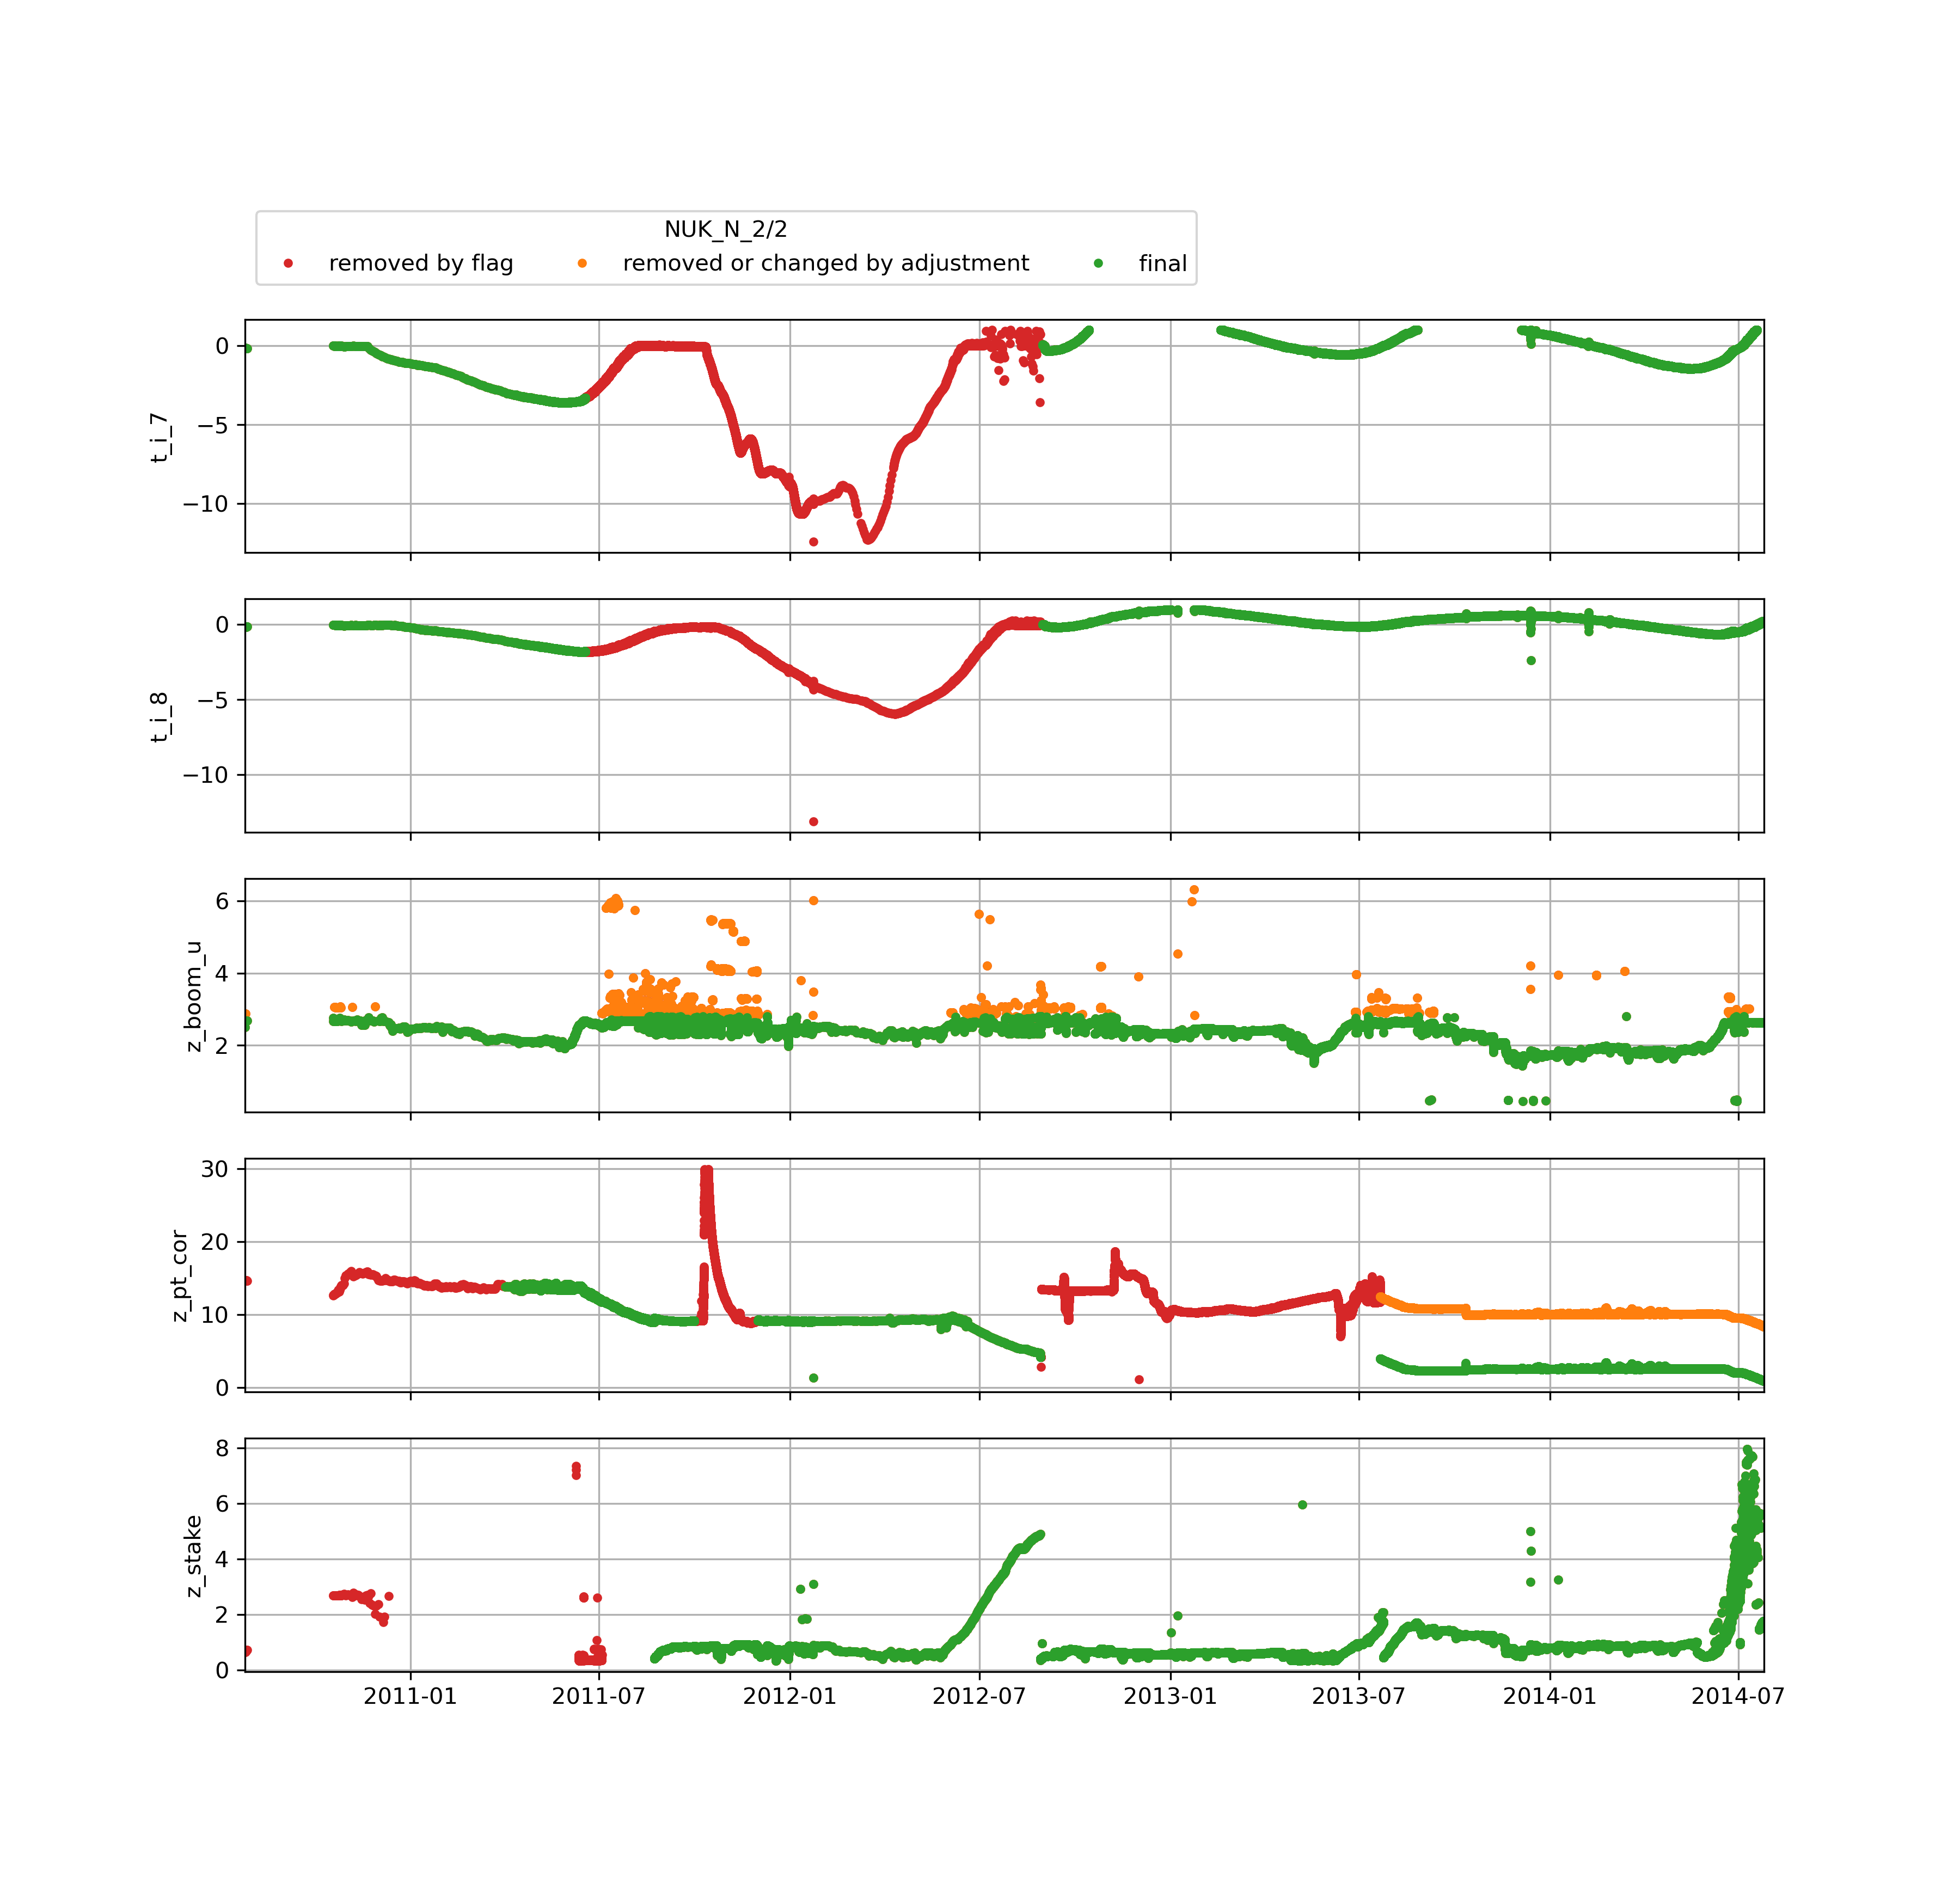 NUK_N_2/2
removed by flag removed or changed by adjustment final
0
−5
−10
t_i_7
0
−5
−10
t_i_8
6
4
2
z_boom_u
30
20
10
0
z_pt_cor
8
6
4
2
0
z_stake
2011-01 2011-07 2012-01 2012-07 2013-01 2013-07 2014-01 2014-07